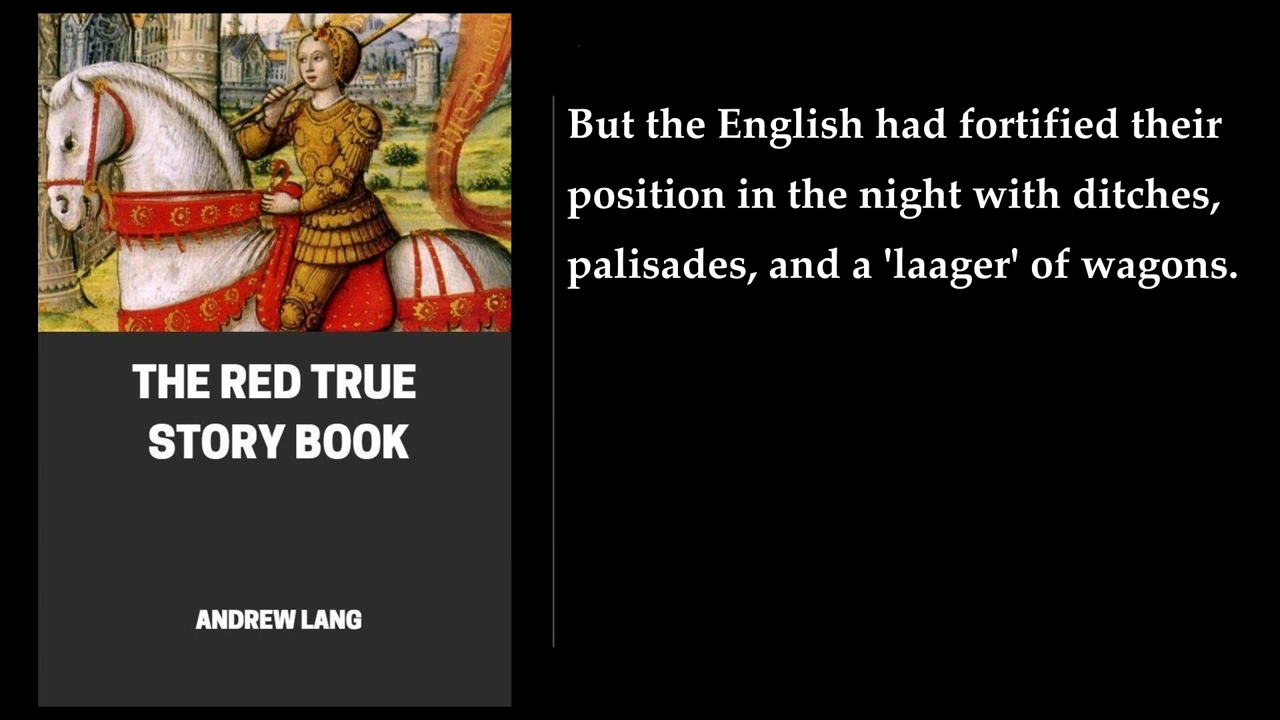 THE RED TRUE
STORY BOOK
ANDREW LANG
But the English had fortified their
position in the night with ditches,
palisades, and a 'laager' of wagons.